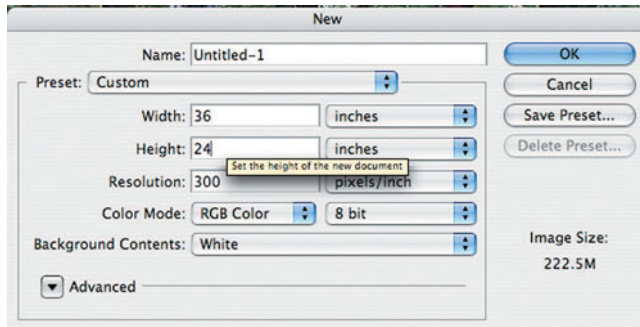 New
Name: Untitled-1
OK
Preset: Custom
Cancel
Width: 36 inches
Save Preset...
Height: 24 inches
Delete Preset...
Set the height of the new document
Resolution: 300 pixels/inch
Color Mode: RGB Color 8 bit
Background Contents: White
Image Size:
222.5M
Advanced